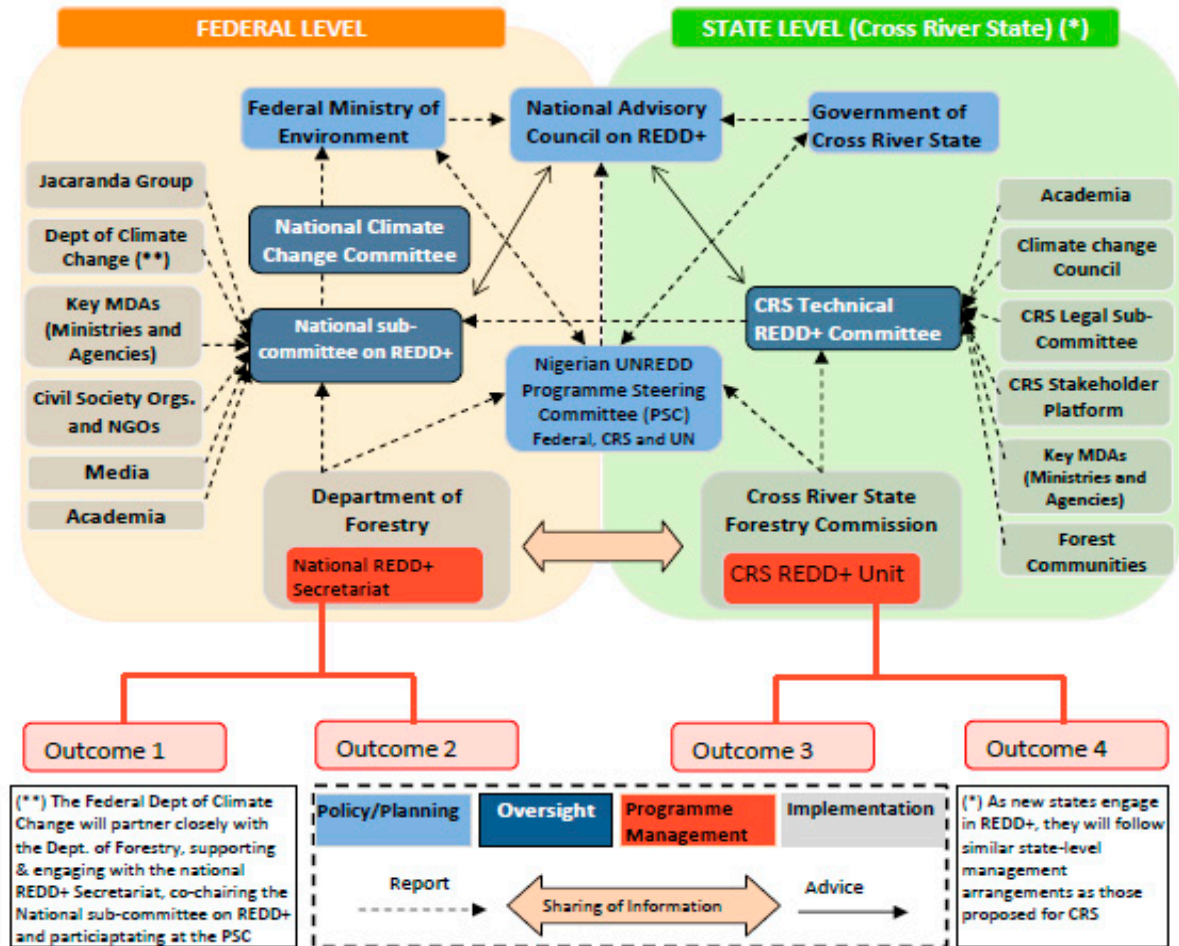 FEDERAL LEVEL
STATE LEVEL (Cross River State) (*)
Federal Ministry of
Environment
National Advisory
Council on REDD+
Government of
Cross River State
Jacaranda Group
Dept of Climate
Change (**)
Key MDAs
(Ministries and
Agencies)
Civil Society Orgs.
and NGOs
Media
Academia
National Climate
Change Committee
National sub-
committee on REDD+
Nigerian UNREDD
Programme Steering
Committee (PSC)
Federal, CRS and UN
CRS Technical
REDD+ Committee
Academia
Climate change
Council
CRS Legal Sub-
Committee
CRS Stakeholder
Platform
Key MDAs
(Ministries and
Agencies)
Forest
Communities
Department of
Forestry
National REDD+
Secretariat
Cross River State
Forestry Commission
CRS REDD+ Unit
Outcome 1
Outcome 2
Outcome 3
Outcome 4
(**) The Federal Dept of Climate
Change will partner closely with
the Dept. of Forestry, supporting
& engaging with the national
REDD+ Secretariat, co-chairing the
National sub-committee on REDD+
and particiaptating at the PSC
Policy/Planning
Oversight
Programme
Management
Implementation
Report
Sharing of Information
Advice
(*) As new states engage
in REDD+, they will follow
similar state-level
management
arrangements as those
proposed for CRS